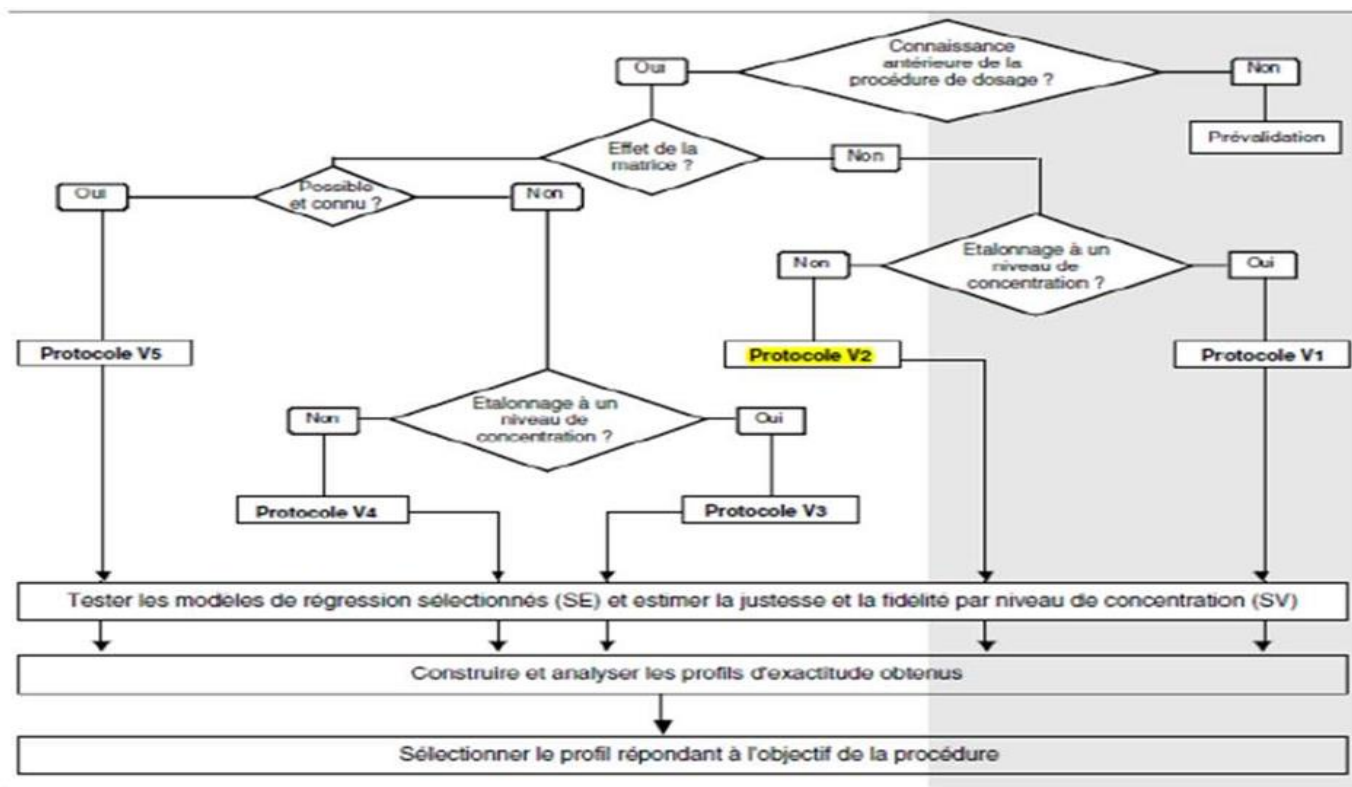 Connaissance
antérieure de la
procédure de dosage ?
Oui
Non
Prévalidation
Effet de la
matrice ?
Non
Possible
et connu ?
Oui
Non
Etalonnage à un
niveau de
concentration ?
Non
Oui
Protocole V5
Protocole V2
Protocole V1
Etalonnage à un
niveau de
concentration ?
Non
Oui
Protocole V4
Protocole V3
Tester les modèles de régression sélectionnés (SE) et estimer la justesse et la fidélité par niveau de concentration (SV)
Construire et analyser les profils d'exactitude obtenus
Sélectionner le profil répondant à l'objectif de la procédure